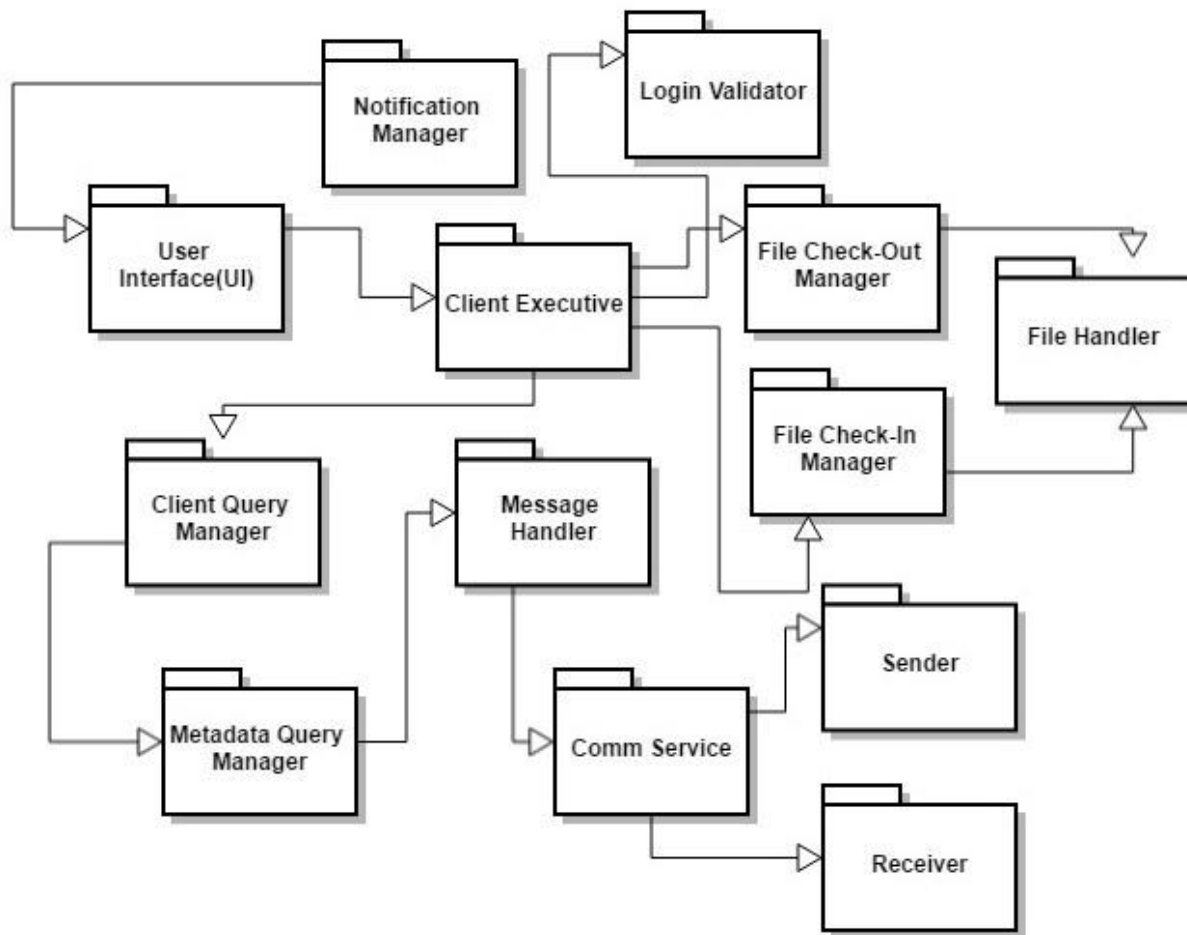 Notification
Manager
Login Validator
User
Interface(UI)
Client Executive
File Check-Out
Manager
File Handler
Client Query
Manager
Message
Handler
File Check-In
Manager
Metadata Query
Manager
Comm Service
Sender
Receiver